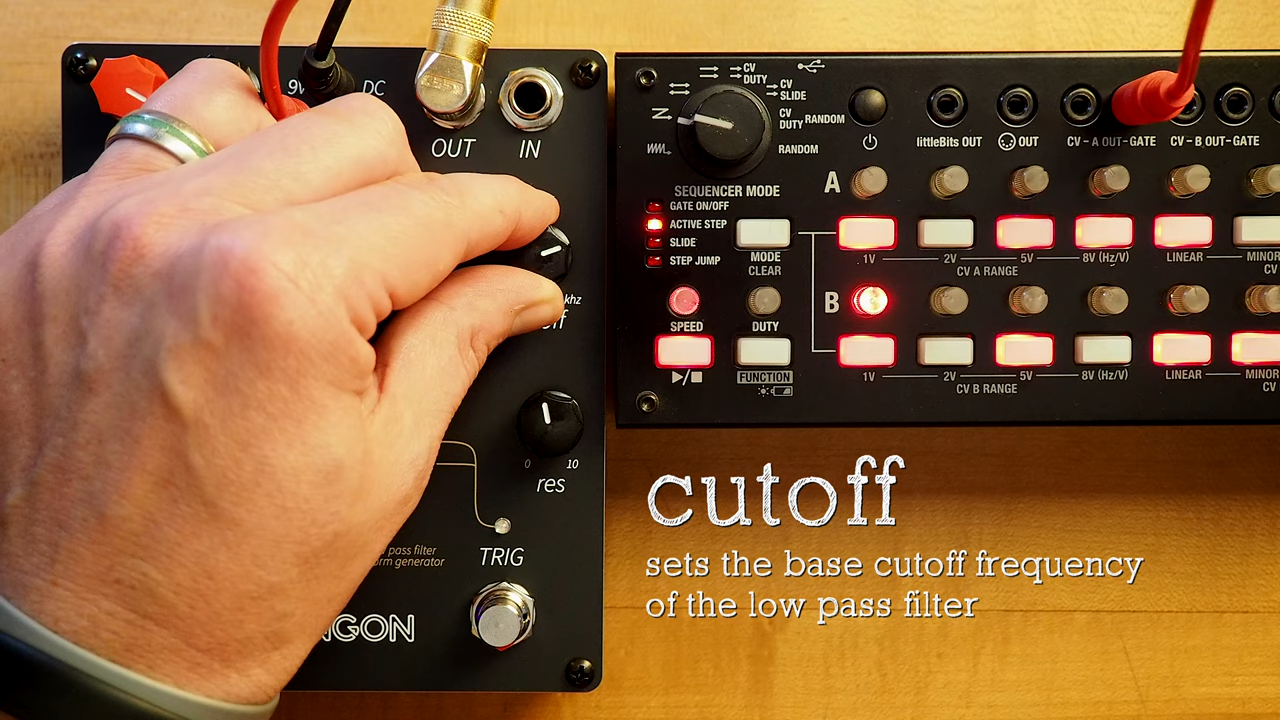 9v DC
OUT IN
khz
0 10
res
pass filter
form generator
TRIG
CV DUTY
CV SLIDE
CV DUTY RANDOM
RANDOM
SEQUENCER MODE
GATE ON/OFF
ACTIVE STEP
SLIDE
STEP JUMP
MODE
CLEAR
SPEED
DUTY
FUNCTION
littleBits OUT
OUT
CV - A OUT - GATE
CV - B OUT - GATE
A
1V 2V 5V 8V (Hz/V) LINEAR MINOR
CV A RANGE
CV
B
1V 2V 5V 8V (Hz/V) LINEAR MINOR
CV B RANGE
CV
cutoff
sets the base cutoff frequency
of the low pass filter